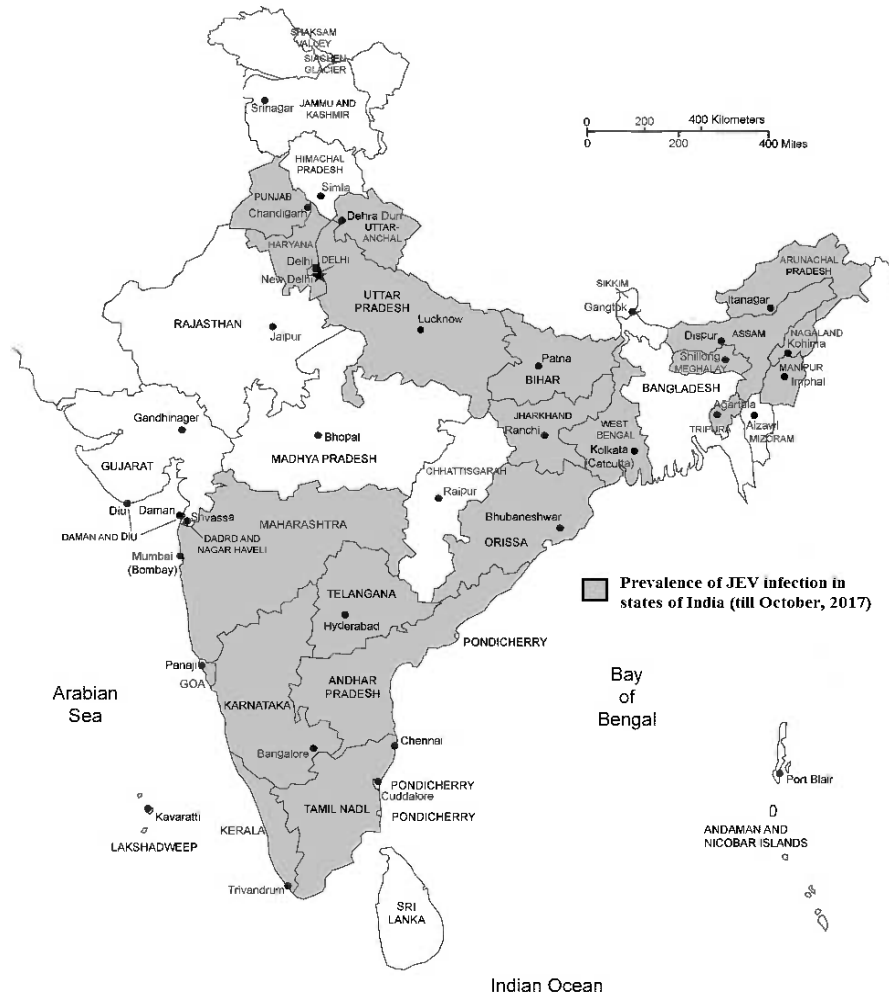 SHAKSAM
VALLEY
SIACHEN
GLACIER
Srinagar
JAMMU AND
KASHMIR
400 Kilometers
0
200
0
200
400 Miles
HIMACHAL
PRADESH
Simla
PUNJAB
Chandigarh
Dehra Dun
UTTAR-
ANCHAL
HARYANA
Delhi
DELHI
New Delhi
ARUNACHAL
PRADESH
SIKKIM
Gangtok
Itanagar
UTTAR
PRADESH
Lucknow
RAJASTHAN
Jaipur
Dispur
ASSAM
NAGALAND
Kohima
Shillong
MEGHALAY
MANIPUR
Imphal
Patna
BIHAR
BANGLADESH
Gandhinager
Bhopal
MADHYA PRADESH
JHARKHAND
Ranchi
WEST
BENGAL
Kolkata
(Catcutta)
Agartala
TRIPURA
Aizawl
MIZORAM
GUJARAT
CHHATTISGARAH
Raipur
Diu
Daman
Shvassa
DAMAN AND DIU
DADRD AND
NAGAR HAVELI
MAHARASHTRA
Bhubaneshwar
ORISSA
Mumbai
(Bombay)
TELANGANA
Hyderabad
Prevalence of JEV infection in
states of India (till October, 2017)
PONDICHERRY
Panaji
GOA
Arabian
Sea
KARNATAKA
ANDHAR
PRADESH
Bay
of
Bengal
Bangalore
Chennai
PONDICHERRY
Cuddalore
PONDICHERRY
TAMIL NADL
Port Blair
Kavaratti
LAKSHADWEEP
KERALA
ANDAMAN AND
NICOBAR ISLANDS
Trivandrum
SRI
LANKA
Indian Ocean